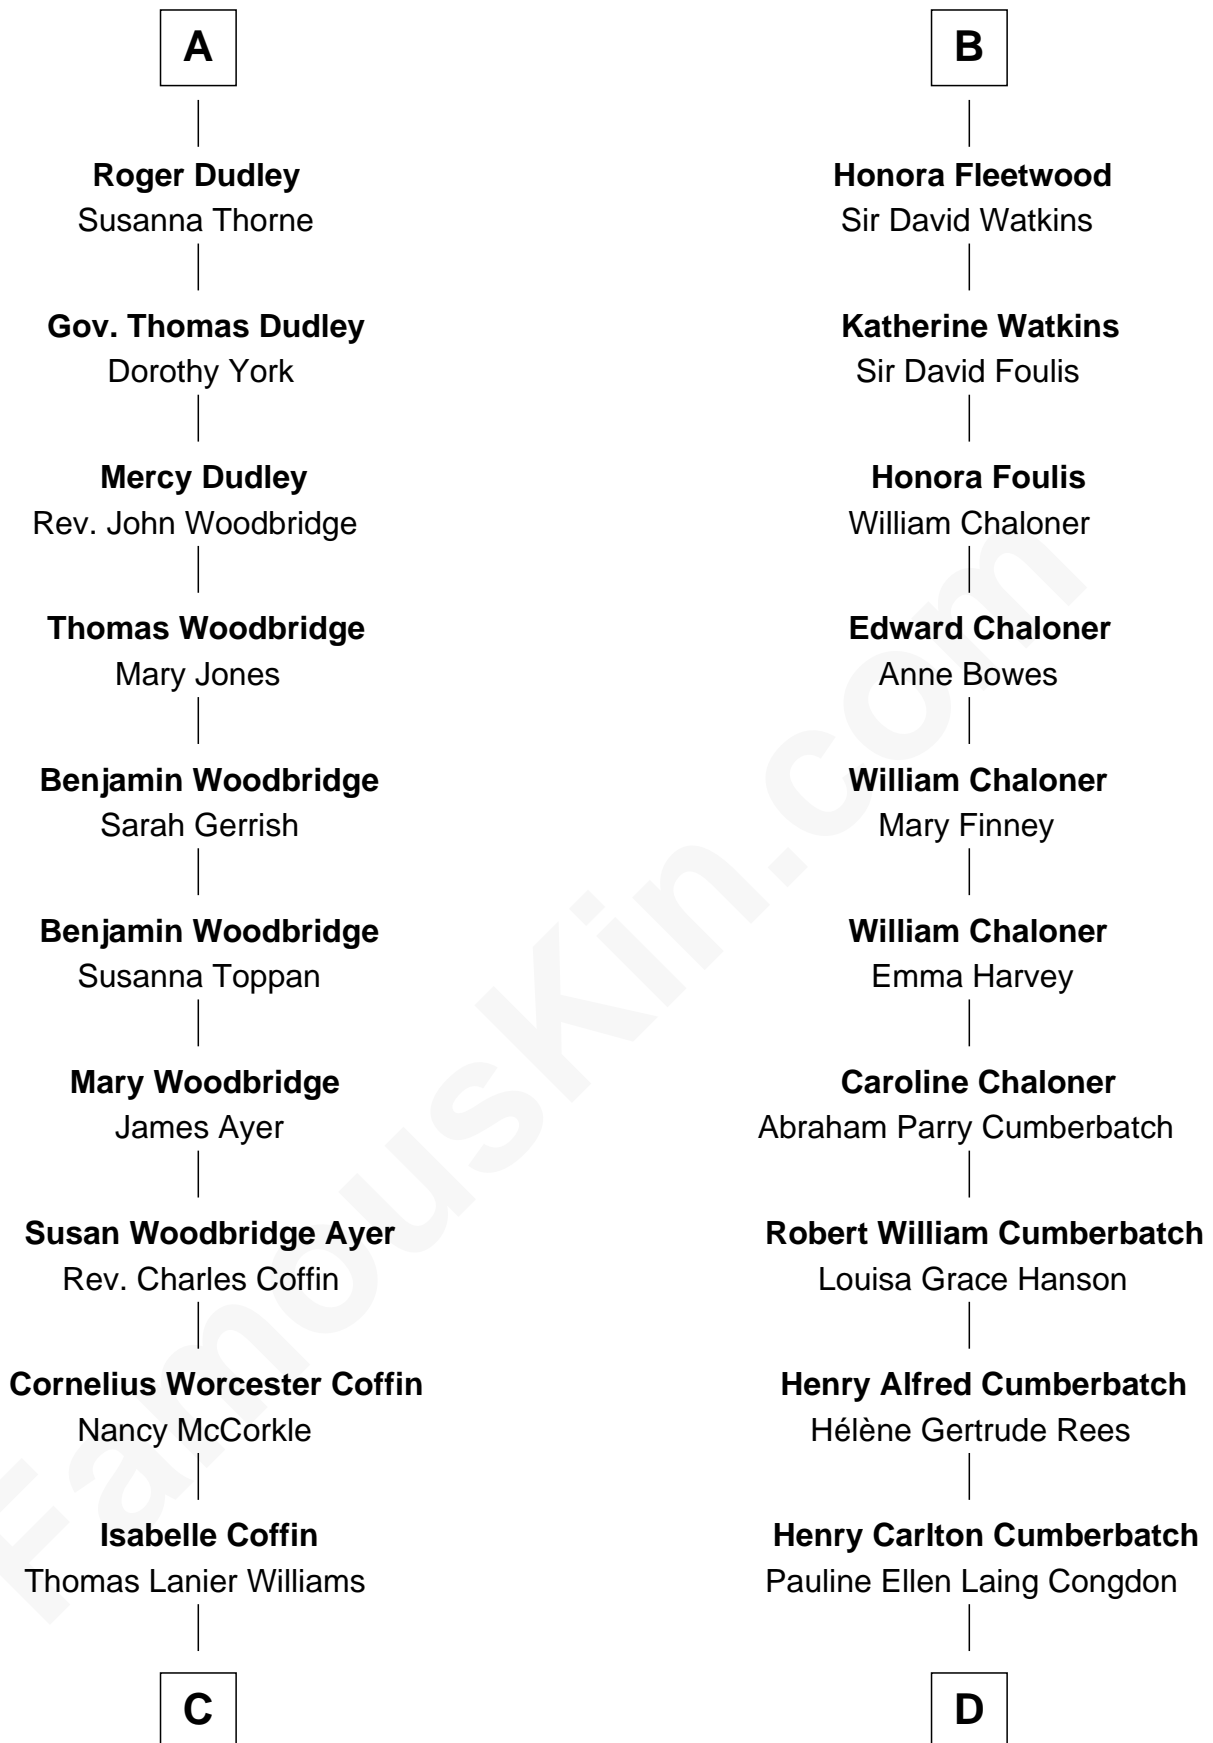 A
Roger Dudley
Susanna Thorne
Gov. Thomas Dudley
Dorothy York
Mercy Dudley
Rev. John Woodbridge
Thomas Woodbridge
Mary Jones
Benjamin Woodbridge
Sarah Gerrish
Benjamin Woodbridge
Susanna Toppan
Mary Woodbridge
James Ayer
Susan Woodbridge Ayer
Rev. Charles Coffin
Cornelius Worcester Coffin
Nancy McCorkle
Isabelle Coffin
Thomas Lanier Williams
C
B
Honora Fleetwood
Sir David Watkins
Katherine Watkins
Sir David Foulis
Honora Foulis
William Chaloner
Edward Chaloner
Anne Bowes
William Chaloner
Mary Finney
William Chaloner
Emma Harvey
Caroline Chaloner
Abraham Parry Cumberbatch
Robert William Cumberbatch
Louisa Grace Hanson
Henry Alfred Cumberbatch
Hélène Gertrude Rees
Henry Carlton Cumberbatch
Pauline Ellen Laing Congdon
D
FamousKin.com